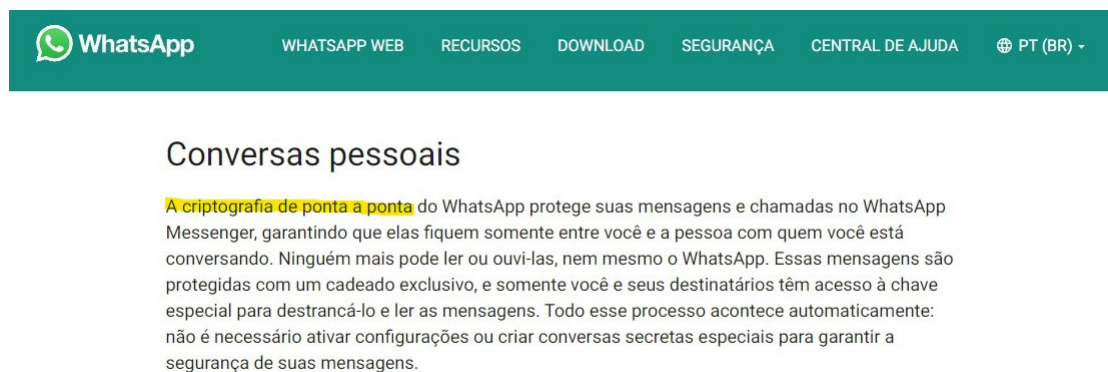 WhatsApp WHATSAPP WEB RECURSOS DOWNLOAD SEGURANÇA CENTRAL DE AJUDA PT (BR)
Conversas pessoais
A criptografia de ponta a ponta do WhatsApp protege suas mensagens e chamadas no WhatsApp
Messenger, garantindo que elas fiquem somente entre você e a pessoa com quem você está
conversando. Ninguém mais pode ler ou ouvi-las, nem mesmo o WhatsApp. Essas mensagens são
protegidas com um cadeado exclusivo, e somente você e seus destinatários têm acesso à chave
especial para destrancá-lo e ler as mensagens. Todo esse processo acontece automaticamente:
não é necessário ativar configurações ou criar conversas secretas especiais para garantir a
segurança de suas mensagens.